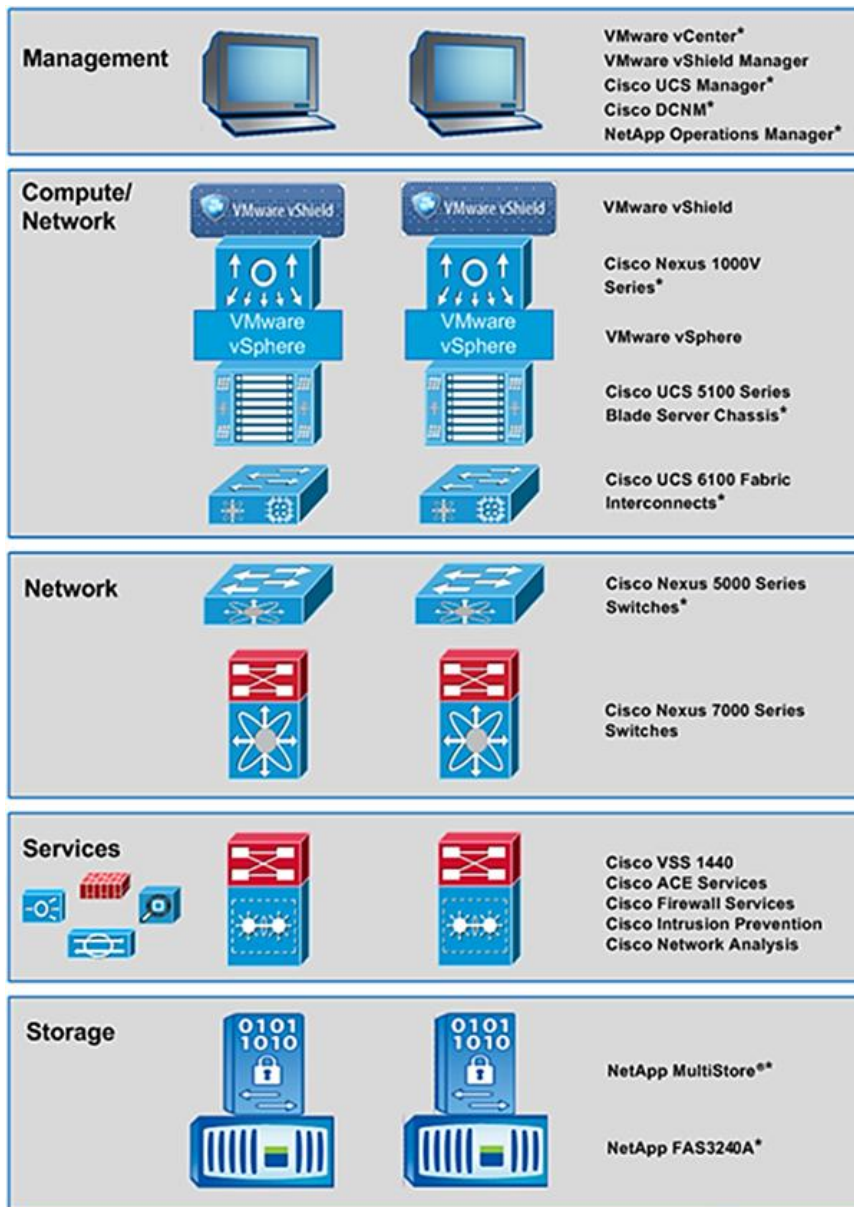 Management
VMware vCenter*
VMware vShield Manager
Cisco UCS Manager*
Cisco DCNM*
NetApp Operations Manager*
Compute/
Network
VMware vShield
VMware vShield
VMware vShield
Cisco Nexus 1000V
Series*
VMware
vSphere
VMware
vSphere
VMware vSphere
Cisco UCS 5100 Series
Blade Server Chassis*
Cisco UCS 6100 Fabric
Interconnects*
Network
Cisco Nexus 5000 Series
Switches*
Cisco Nexus 7000 Series
Switches
Services
Cisco VSS 1440
Cisco ACE Services
Cisco Firewall Services
Cisco Intrusion Prevention
Cisco Network Analysis
Storage
0101
1010
0101
1010
NetApp MultiStore®*
NetApp FAS3240A*